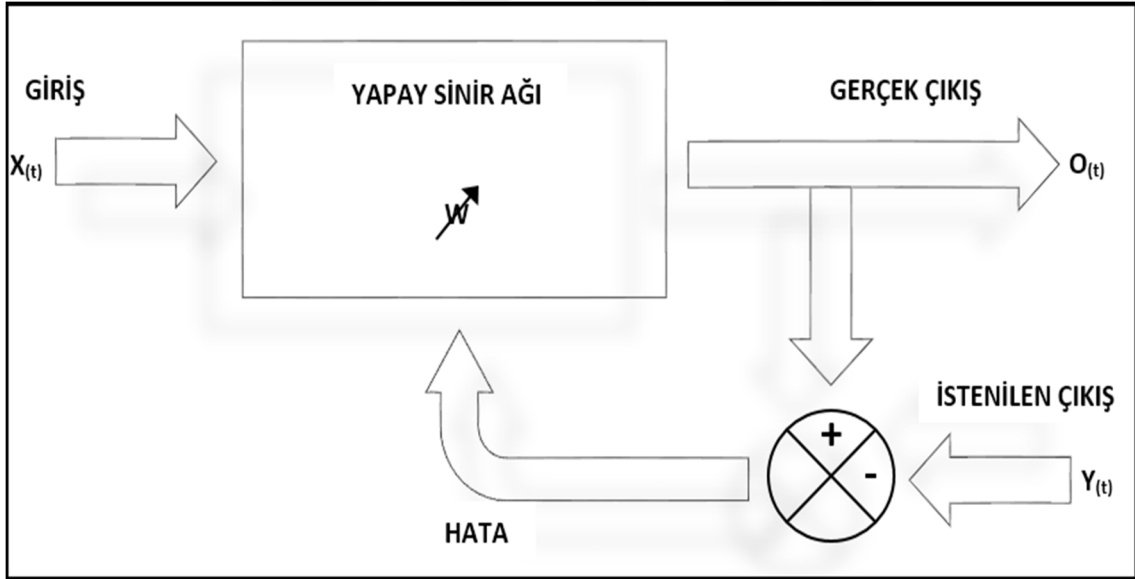 GİRİŞ
X(t)
YAPAY SİNİR AĞI
W
GERÇEK ÇIKIŞ
O(t)
+
-
İSTENİLEN ÇIKIŞ
Y(t)
HATA